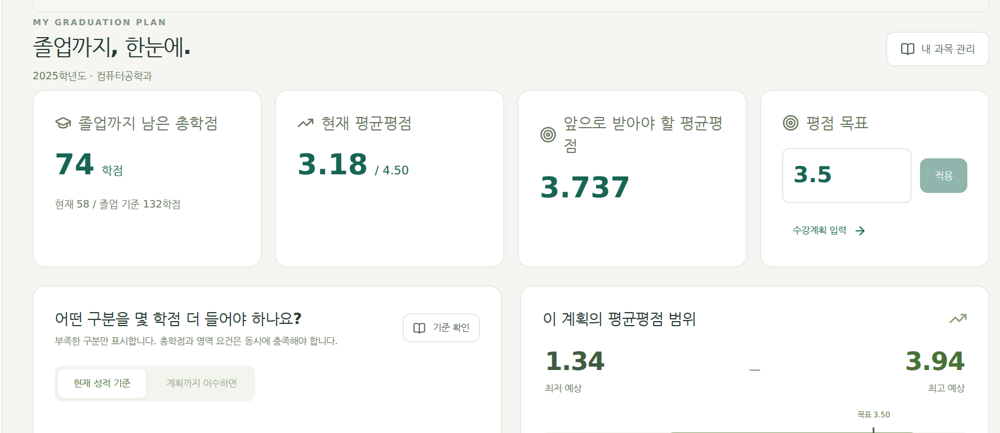 MY GRADUATION PLAN
졸업까지, 한눈에.
2025학년도 · 컴퓨터공학과
내 과목 관리
졸업까지 남은 총학점
74 학점
현재 58 / 졸업 기준 132학점
현재 평균평점
3.18 / 4.50
앞으로 받아야 할 평균평
점
3.737
평점 목표
3.5
적용
수강계획 입력
어떤 구분을 몇 학점 더 들어야 하나요?
부족한 구분만 표시합니다. 총학점과 영역 요건은 동시에 충족해야 합니다.
기준 확인
현재 성적 기준
계획까지 이수하면
이 계획의 평균평점 범위
1.34
–
3.94
최저 예상
최고 예상
목표 3.50